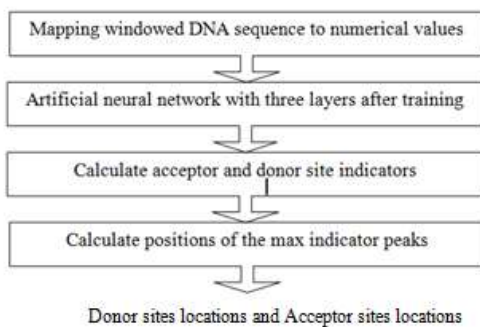 Mapping windowed DNA sequence to numerical values
Artificial neural network with three layers after training
Calculate acceptor and donor site indicators
Calculate positions of the max indicator peaks
Donor sites locations and Acceptor sites locations